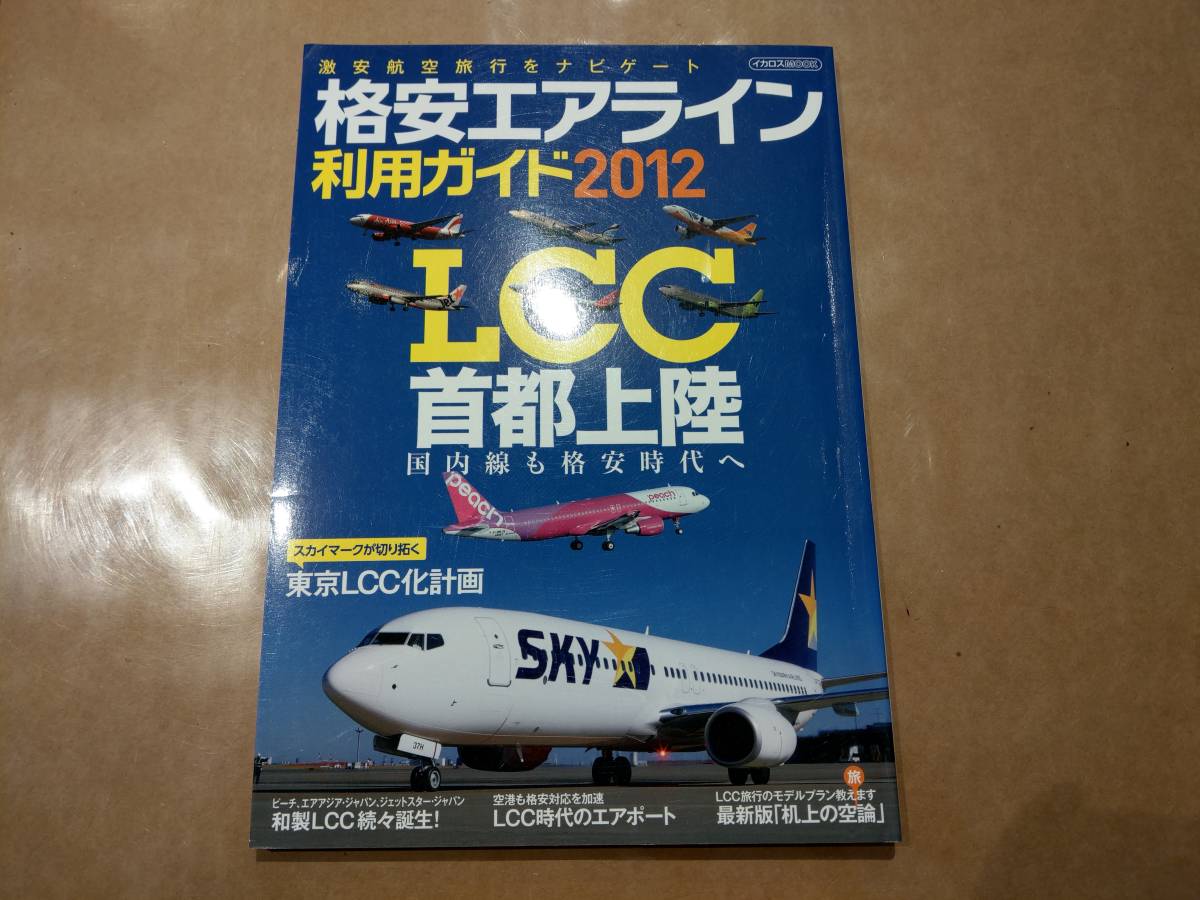 激安航空旅行をナビゲート
イカロスMOOK
格安エアライン
利用ガイド2012
LCC
首都上陸
国内線も格安時代へ
peach
peach
スカイマークが切り拓く
東京LCC化計画
SKY
37H
ピーチ、エアアジア・ジャパン、ジェットスター・ジャパン
和製LCC続々誕生!
空港も格安対応を加速
LCC時代のエアポート
旅
LCC旅行のモデルプラン教えます
最新版「机上の空論」